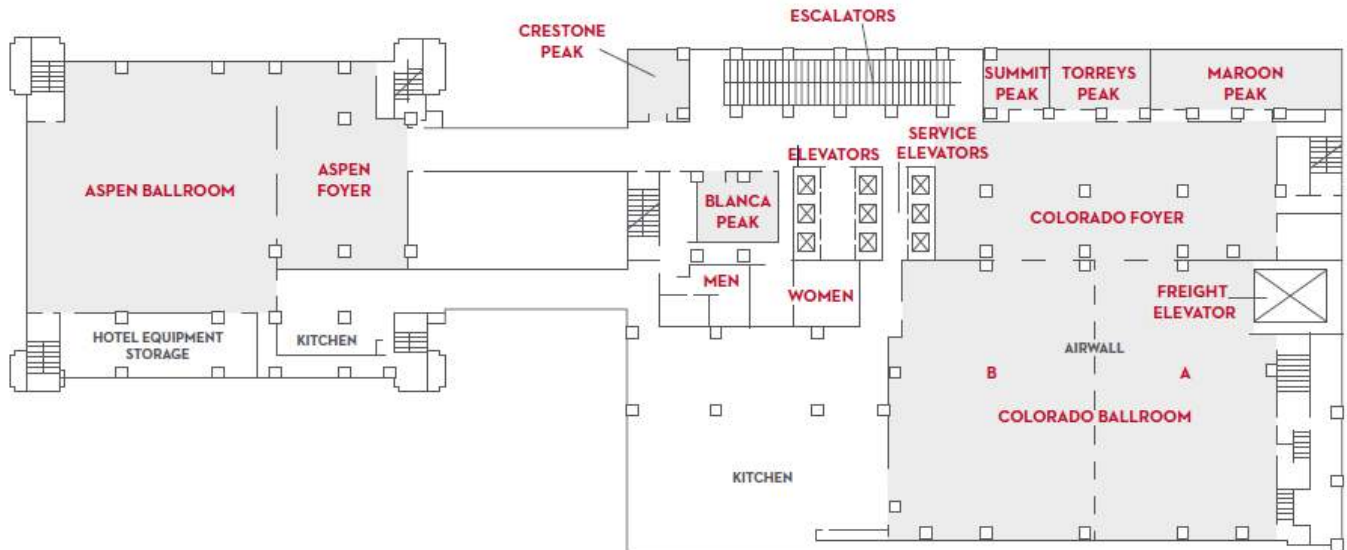 ESCALATORS
CRESTONE
PEAK
SUMMIT
PEAK
TORREYS
PEAK
MAROON
PEAK
SERVICE
ELEVATORS
ELEVATORS
ASPEN BALLROOM
ASPEN
FOYER
BLANCA
PEAK
COLORADO FOYER
MEN
WOMEN
FREIGHT
ELEVATOR
HOTEL EQUIPMENT
STORAGE
KITCHEN
AIRWALL
B
A
COLORADO BALLROOM
KITCHEN